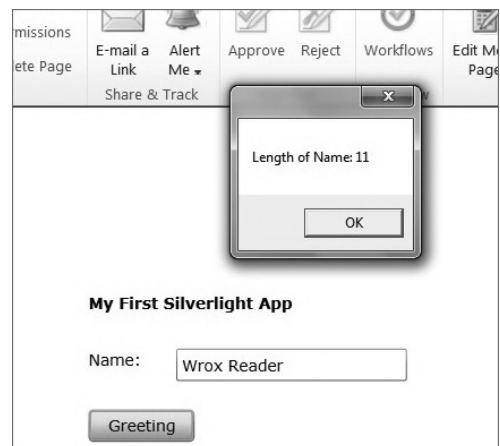 missions
ete Page
E-mail a Link
Alert Me
Share & Track
Approve
Reject
Workflows
Edit M
Page
Length of Name: 11
OK
My First Silverlight App
Name:
Wrox Reader
Greeting